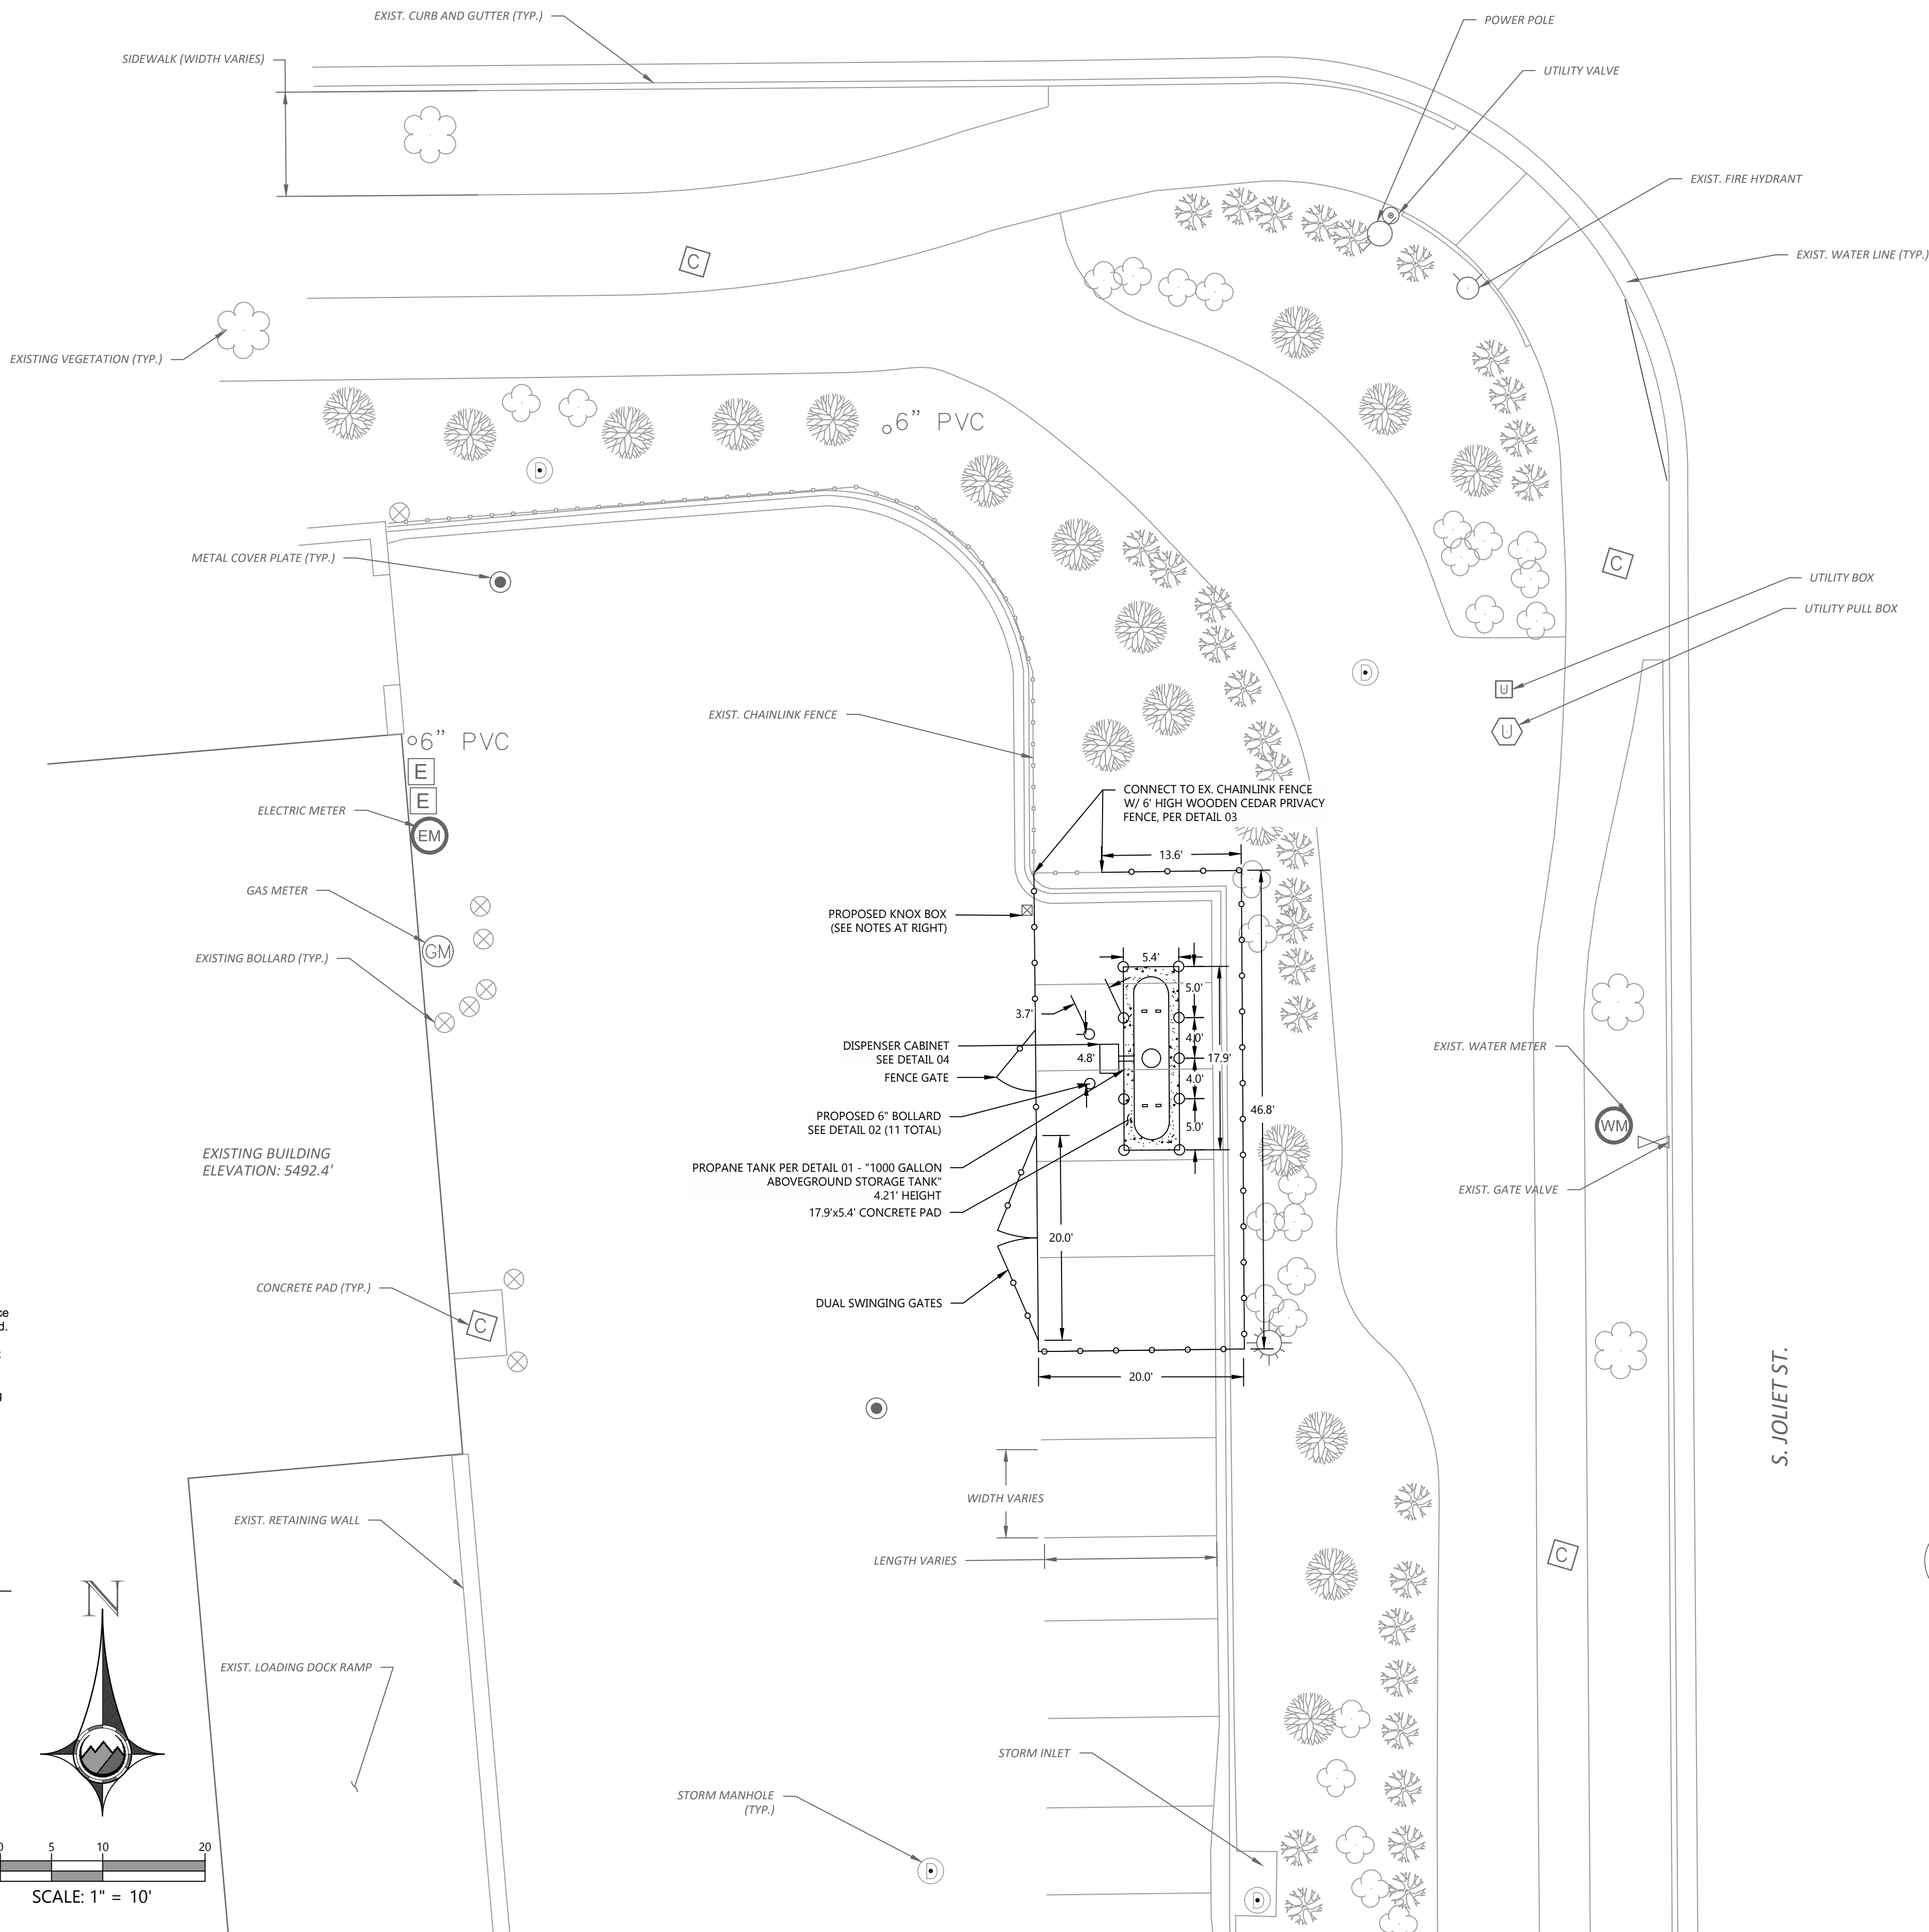 EXIST. CURB AND GUTTER (TYP.)
POWER POLE
SIDEWALK (WIDTH VARIES)
UTILITY VALVE
EXIST. FIRE HYDRANT
EXIST. WATER LINE (TYP.)
C
EXISTING VEGETATION (TYP.)
6" PVC
D
METAL COVER PLATE (TYP.)
C
UTILITY BOX
UTILITY PULL BOX
D
U
U
EXIST. CHAINLINK FENCE
6" PVC
E
E
ELECTRIC METER
EM
CONNECT TO EX. CHAINLINK FENCE
W/ 6' HIGH WOODEN CEDAR PRIVACY
FENCE, PER DETAIL 03
13.6'
GAS METER
GM
PROPOSED KNOX BOX
(SEE NOTES AT RIGHT)
EXISTING BOLLARD (TYP.)
5.4'
5.0'
3.7'
4.0'
DISPENSER CABINET
SEE DETAIL 04
4.8'
17.9'
FENCE GATE
4.0'
EXIST. WATER METER
WM
46.8'
PROPOSED 6" BOLLARD
SEE DETAIL 02 (11 TOTAL)
5.0'
EXISTING BUILDING
ELEVATION: 5492.4'
PROPANE TANK PER DETAIL 01 - "1000 GALLON
ABOVEGROUND STORAGE TANK"
4.21' HEIGHT
17.9'x5.4' CONCRETE PAD
EXIST. GATE VALVE
20.0'
CONCRETE PAD (TYP.)
C
DUAL SWINGING GATES
20.0'
S. JOLIET ST.
WIDTH VARIES
EXIST. RETAINING WALL
LENGTH VARIES
C
N
EXIST. LOADING DOCK RAMP
STORM INLET
STORM MANHOLE
(TYP.)
D
D
0 5 10 20
SCALE: 1" = 10'